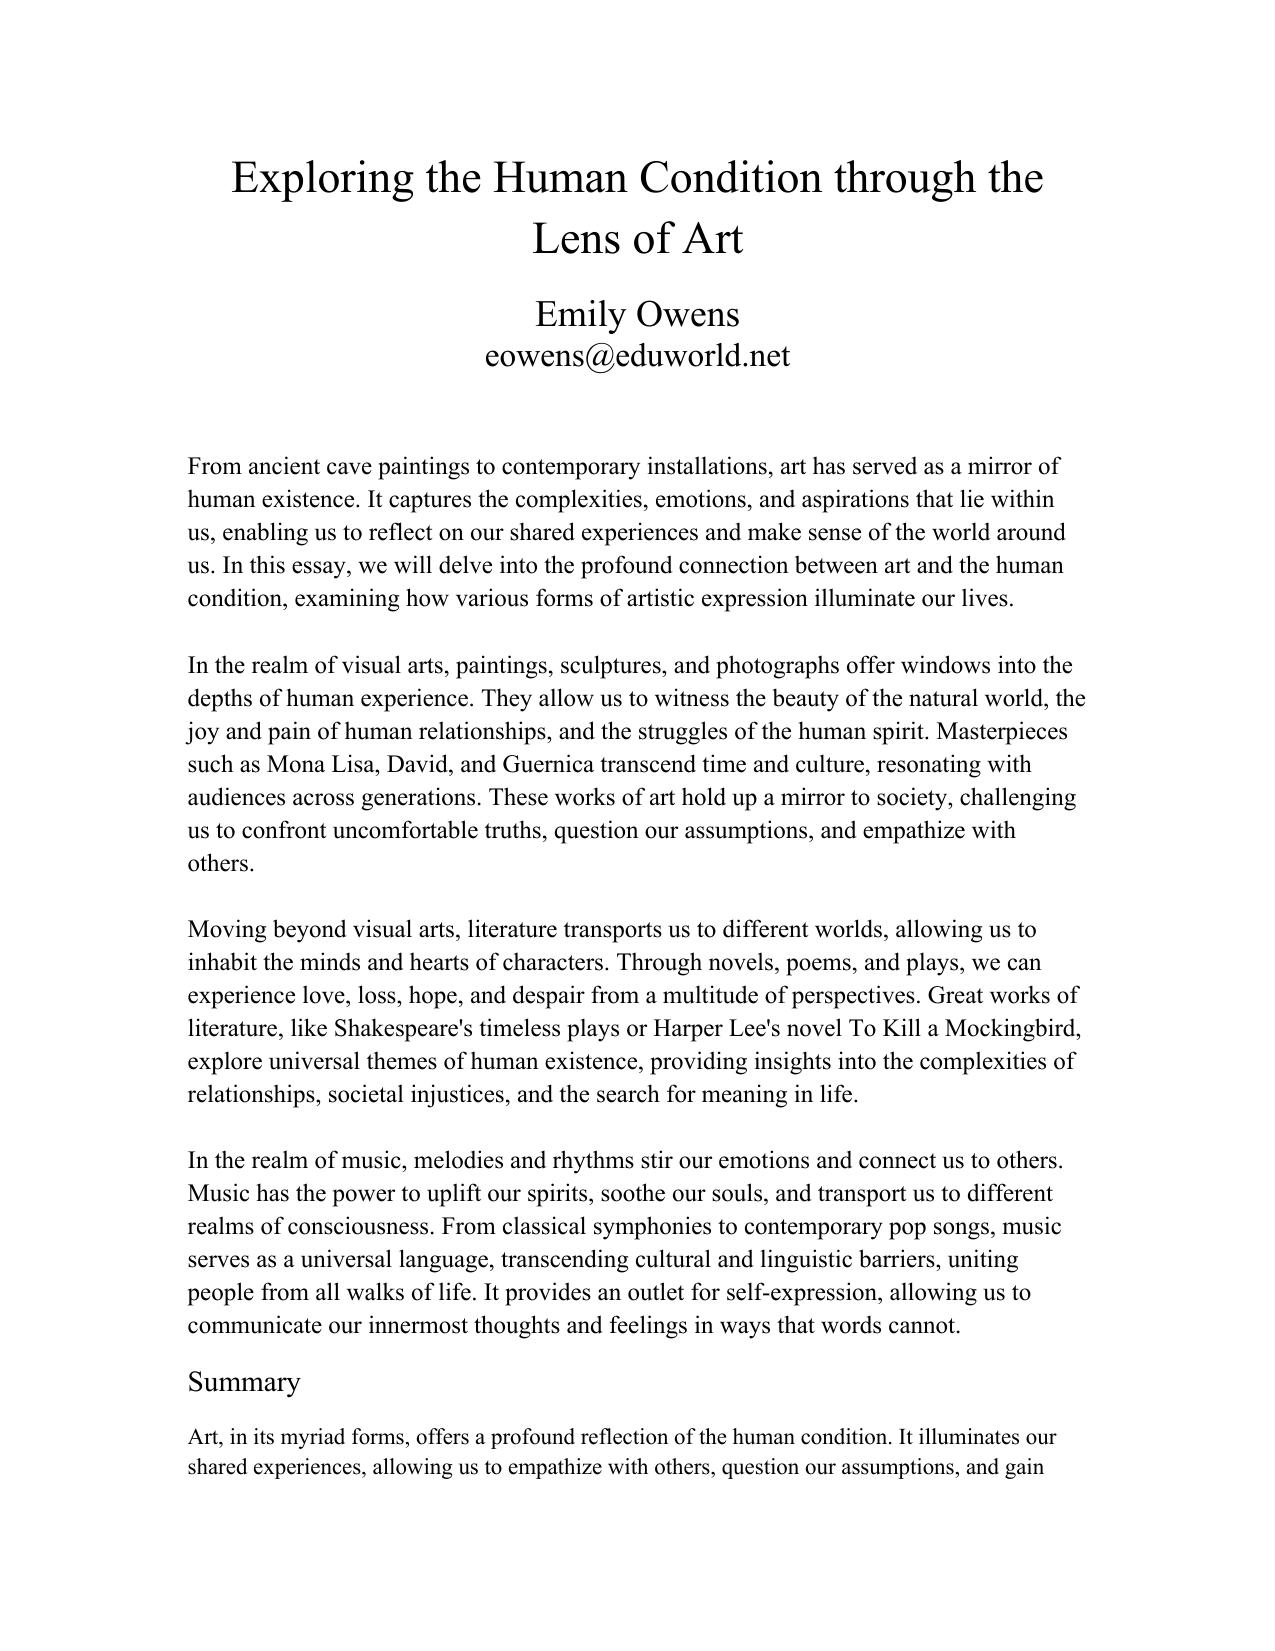 Exploring the Human Condition through the
Lens of Art
Emily Owens
eowens@eduworld.net
From ancient cave paintings to contemporary installations, art has served as a mirror of
human existence. It captures the complexities, emotions, and aspirations that lie within
us, enabling us to reflect on our shared experiences and make sense of the world around
us. In this essay, we will delve into the profound connection between art and the human
condition, examining how various forms of artistic expression illuminate our lives.
In the realm of visual arts, paintings, sculptures, and photographs offer windows into the
depths of human experience. They allow us to witness the beauty of the natural world, the
joy and pain of human relationships, and the struggles of the human spirit. Masterpieces
such as Mona Lisa, David, and Guernica transcend time and culture, resonating with
audiences across generations. These works of art hold up a mirror to society, challenging
us to confront uncomfortable truths, question our assumptions, and empathize with
others.
Moving beyond visual arts, literature transports us to different worlds, allowing us to
inhabit the minds and hearts of characters. Through novels, poems, and plays, we can
experience love, loss, hope, and despair from a multitude of perspectives. Great works of
literature, like Shakespeare's timeless plays or Harper Lee's novel To Kill a Mockingbird,
explore universal themes of human existence, providing insights into the complexities of
relationships, societal injustices, and the search for meaning in life.
In the realm of music, melodies and rhythms stir our emotions and connect us to others.
Music has the power to uplift our spirits, soothe our souls, and transport us to different
realms of consciousness. From classical symphonies to contemporary pop songs, music
serves as a universal language, transcending cultural and linguistic barriers, uniting
people from all walks of life. It provides an outlet for self-expression, allowing us to
communicate our innermost thoughts and feelings in ways that words cannot.
Summary
Art, in its myriad forms, offers a profound reflection of the human condition. It illuminates our
shared experiences, allowing us to empathize with others, question our assumptions, and gain